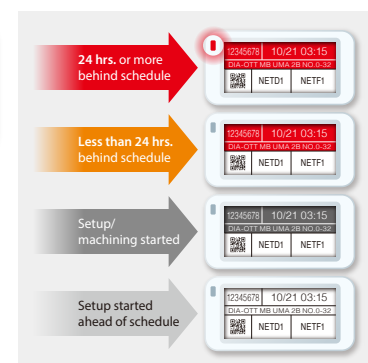 24 hrs. or more
behind schedule
12345678 10/21 03:15
DIA-OTT MB UMA 2B NO.0-32
NETD1 NETF1
Less than 24 hrs.
behind schedule
12345678 10/21 03:15
DIA-OTT MB UMA 2B NO.0-32
NETD1 NETF1
Setup/
machining started
12345678 10/21 03:15
DIA-OTT MB UMA 2B NO.0-32
NETD1 NETF1
Setup started
ahead of schedule
12345678 10/21 03:15
DIA-OTT MB UMA 2B NO.0-32
NETD1 NETF1